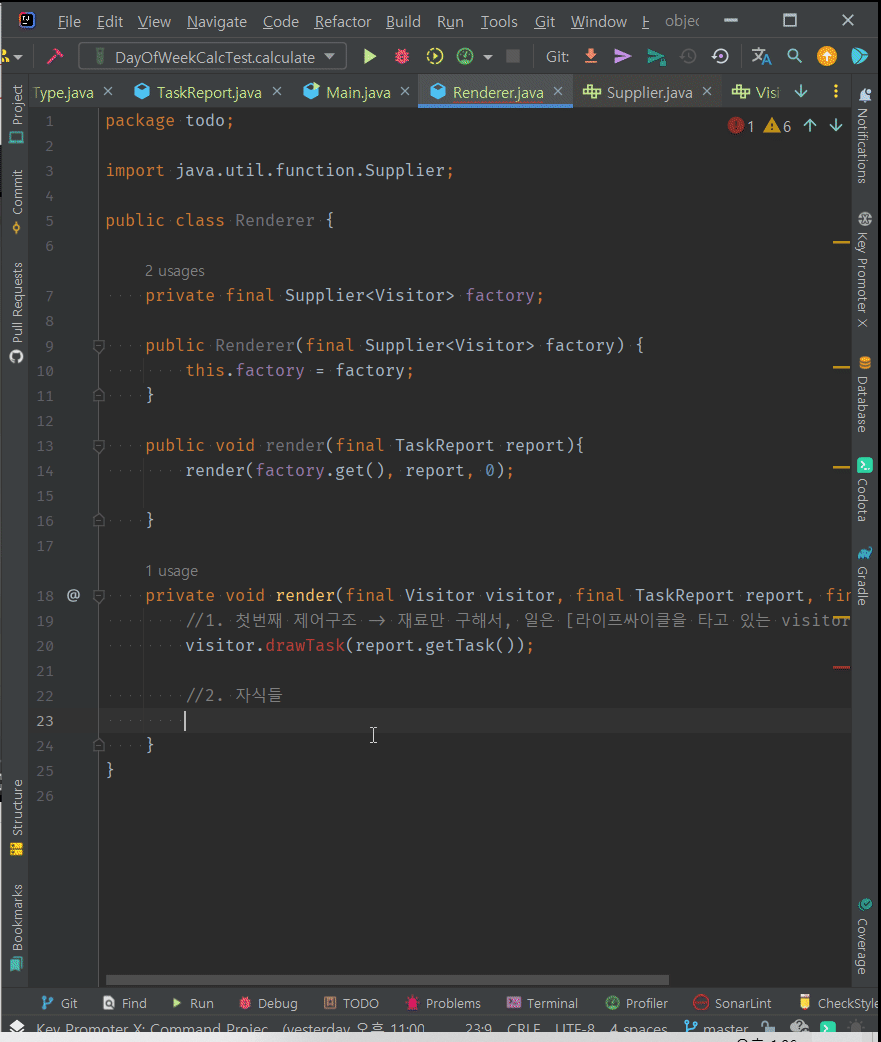 File Edit View Navigate Code Refactor Build Run Tools Git Window objec
DayOfWeekCalcTest.calculate Git:
Type.java TaskReport.java Main.java Renderer.java Supplier.java Visi
1 package todo; 1 6
2
3 import java.util.function.Supplier;
4
5 public class Renderer {
6
2 usages
7 private final Supplier<Visitor> factory;
8
9 public Renderer(final Supplier<Visitor> factory) {
10 this.factory = factory;
11 }
12
13 public void render(final TaskReport report){
14 render(factory.get(), report, 0);
15
16 }
17
1 usage
18 @ private void render(final Visitor visitor, final TaskReport report, fin
19 //1. 첫번째 제어구조 -> 재료만 구해서, 일은 [라이프싸이클을 타고 있는 visitor
20 visitor.drawTask(report.getTask());
21
22 //2. 자식들
23
24 }
25 }
26
Project
Commit
Pull Requests
Structure
Bookmarks
Notifications
Key Promoter X
Database
Codota
Gradle
Coverage
Git Find Run Debug TODO Problems Terminal Profiler SonarLint CheckStyle
Key Promoter X: Command Projec (yesterday 오후 11:00 23:9 CRLF UTF-8 4 spaces master